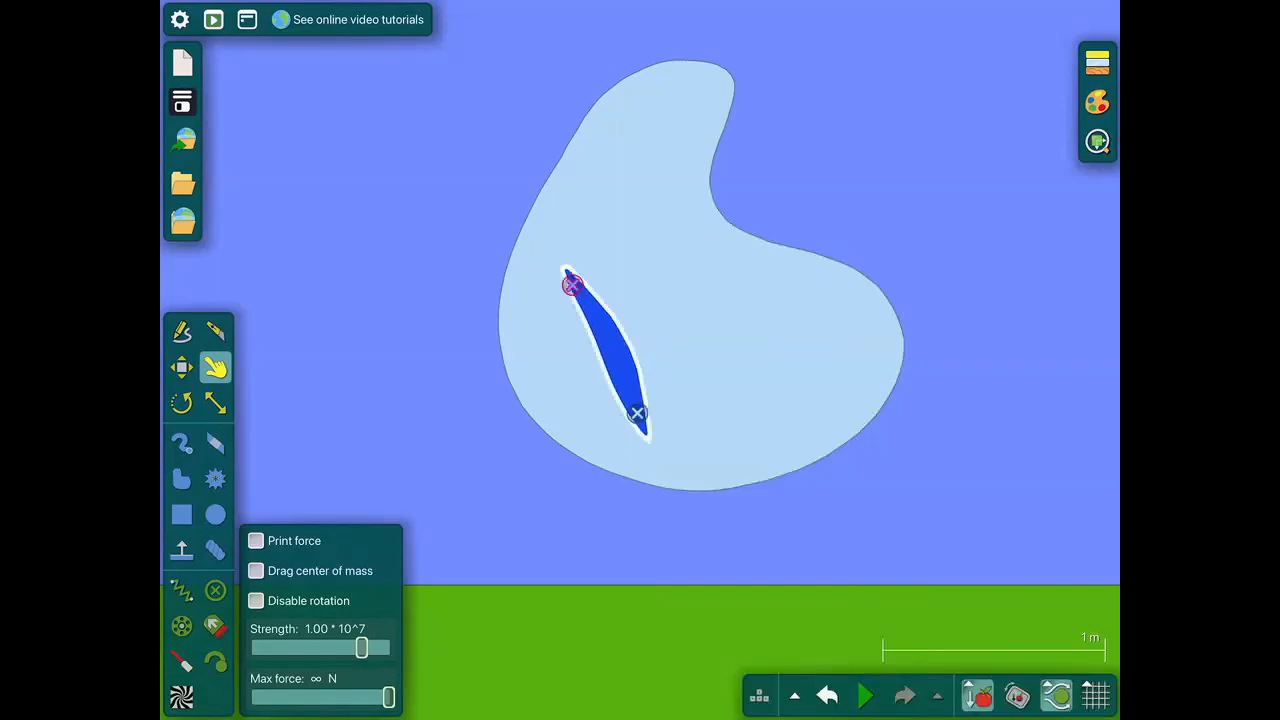 See online video tutorials
Print force
Drag center of mass
Disable rotation
Strength: 1.00 * 10^7
Max force: ∞ N
1 m